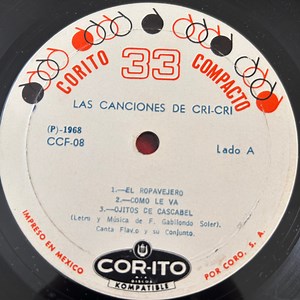 CORITO 33 COMPACTO
LAS CANCIONES DE CRI-CRI
(P)-1968
CCF-08
Lado A
1.—EL ROPAVEJERO
2.—COMO LE VA
3.—OJITOS DE CASCABEL
(Letra y Música de F. Gabilondo Soler)
Canta Flavio y su Conjunto.
IMPRESO EN MEXICO
POR CORO, S. A.
COR-ITO
DISCOS
KOMPATIBLE